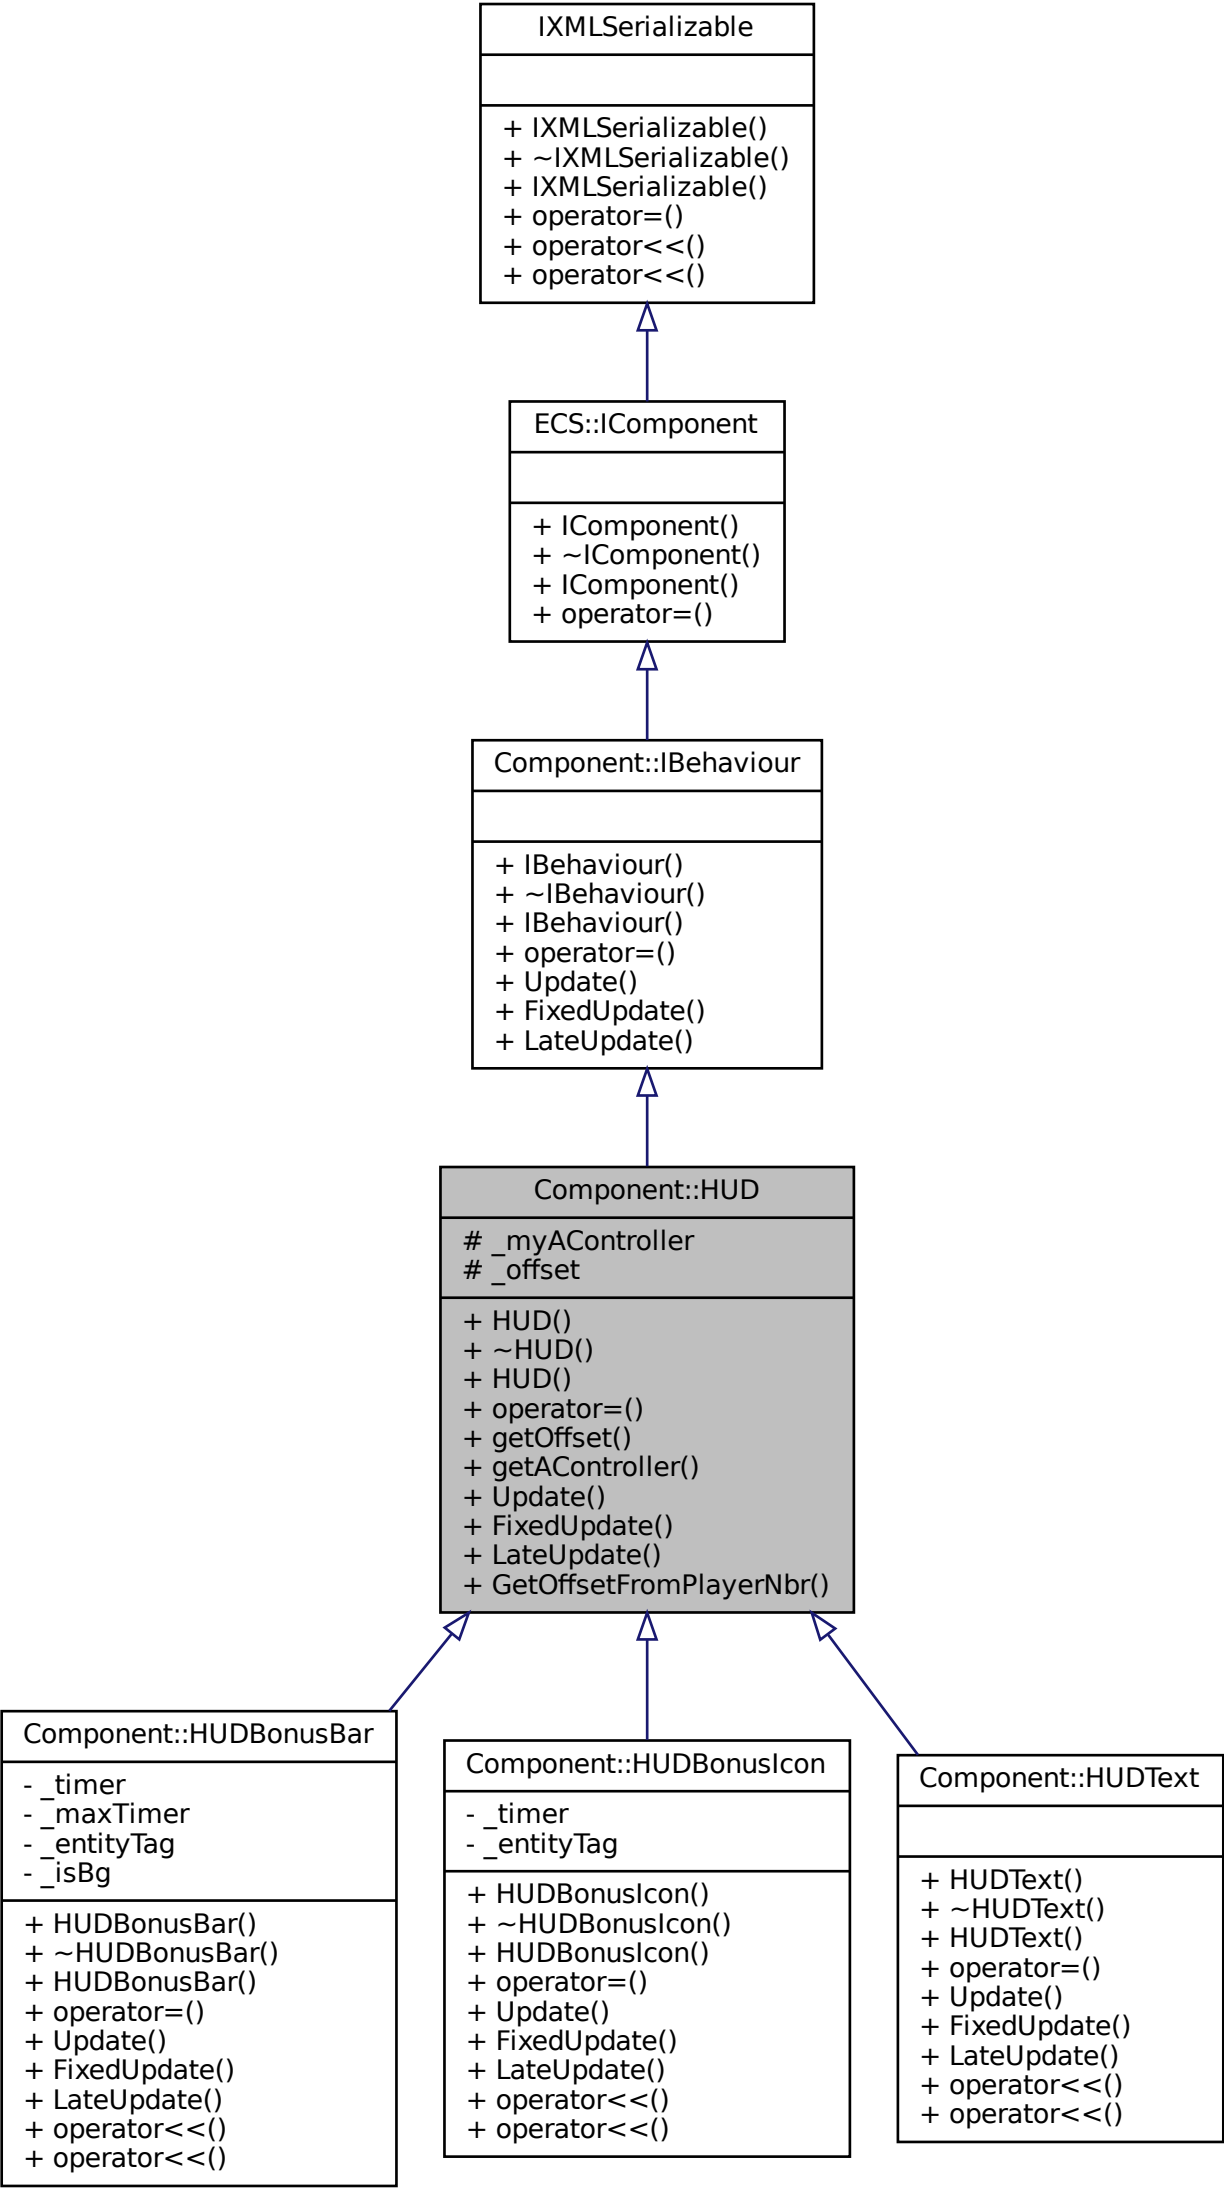 IXMLSerializable
+ IXMLSerializable()
+ ~IXMLSerializable()
+ IXMLSerializable()
+ operator=()
+ operator<<()
+ operator<<()
ECS::IComponent
+ IComponent()
+ ~IComponent()
+ IComponent()
+ operator=()
Component::IBehaviour
+ IBehaviour()
+ ~IBehaviour()
+ IBehaviour()
+ operator=()
+ Update()
+ FixedUpdate()
+ LateUpdate()
Component::HUD
# _myAController
# _offset
+ HUD()
+ ~HUD()
+ HUD()
+ operator=()
+ getOffset()
+ getAController()
+ Update()
+ FixedUpdate()
+ LateUpdate()
+ GetOffsetFromPlayerNbr()
Component::HUDBonusBar
- _timer
- _maxTimer
- _entityTag
- _isBg
+ HUDBonusBar()
+ ~HUDBonusBar()
+ HUDBonusBar()
+ operator=()
+ Update()
+ FixedUpdate()
+ LateUpdate()
+ operator<<()
+ operator<<()
Component::HUDBonusIcon
- _timer
- _entityTag
+ HUDBonusIcon()
+ ~HUDBonusIcon()
+ HUDBonusIcon()
+ operator=()
+ Update()
+ FixedUpdate()
+ LateUpdate()
+ operator<<()
+ operator<<()
Component::HUDText
+ HUDText()
+ ~HUDText()
+ HUDText()
+ operator=()
+ Update()
+ FixedUpdate()
+ LateUpdate()
+ operator<<()
+ operator<<()